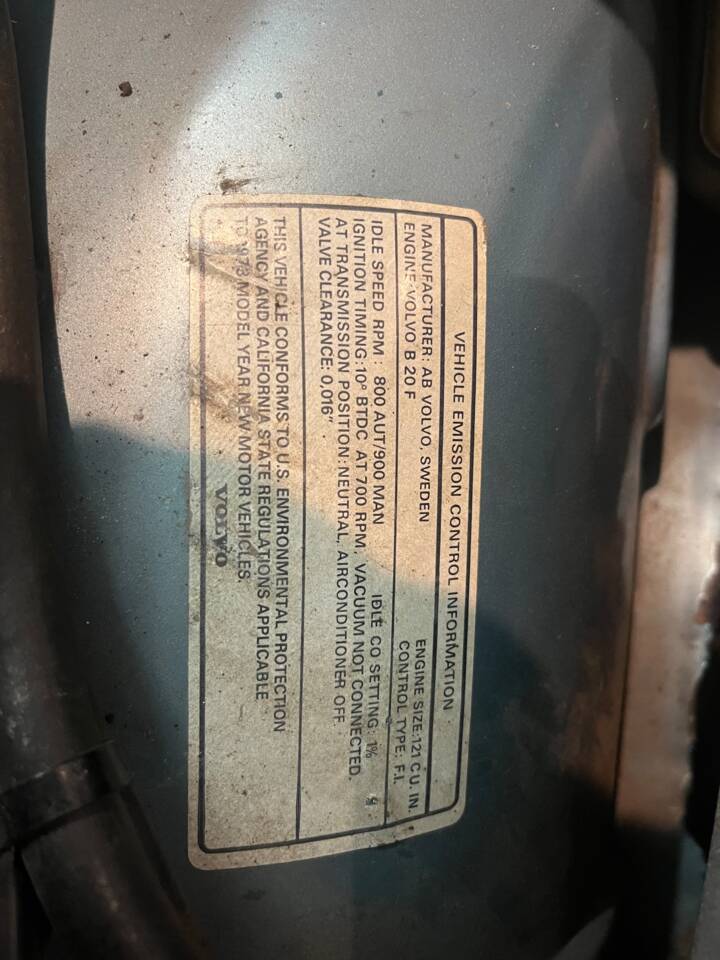 VEHICLE EMISSION CONTROL INFORMATION
MANUFACTURER: AB VOLVO, SWEDEN ENGINE SIZE:121 CU. IN.
ENGINE: VOLVO B 20 F CONTROL TYPE: F.I.
IDLE SPEED RPM: 800 AUT/900 MAN IDLE CO SETTING: 1%
IGNITION TIMING:10° BTDC AT 700 RPM, VACUUM NOT CONNECTED.
AT TRANSMISSION POSITION:NEUTRAL, AIRCONDITIONER OFF.
VALVE CLEARANCE: 0,016"
THIS VEHICLE CONFORMS TO U.S. ENVIRONMENTAL PROTECTION
AGENCY AND CALIFORNIA STATE REGULATIONS APPLICABLE
TO 1973 MODEL YEAR NEW MOTOR VEHICLES.
VOLVO